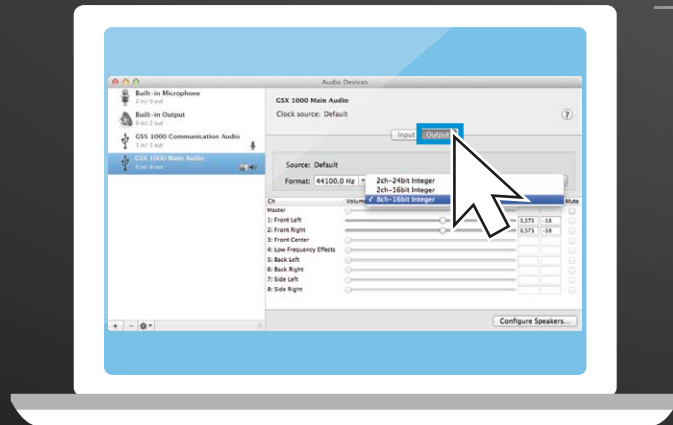 Audio Devices
Built-in Microphone
2 in/ 0 out
Built-in Output
0 in/ 2 out
GSX 1000 Communication Audio
1 in/ 1 out
GSX 1000 Main Audio
0 in/ 8 out
+ −
GSX 1000 Main Audio
Clock source: Default
?
Input Output
Source: Default
Format: 44100,0 Hz
2ch-24bit Integer
2ch-16bit Integer
✓ 8ch-16bit Integer
Ch Volume Mute
Master
1: Front Left 0,573 -16
2: Front Right 0,573 -16
3: Front Center
4: Low Frequency Effects
5: Back Left
6: Back Right
7: Side Left
8: Side Right
Configure Speakers...